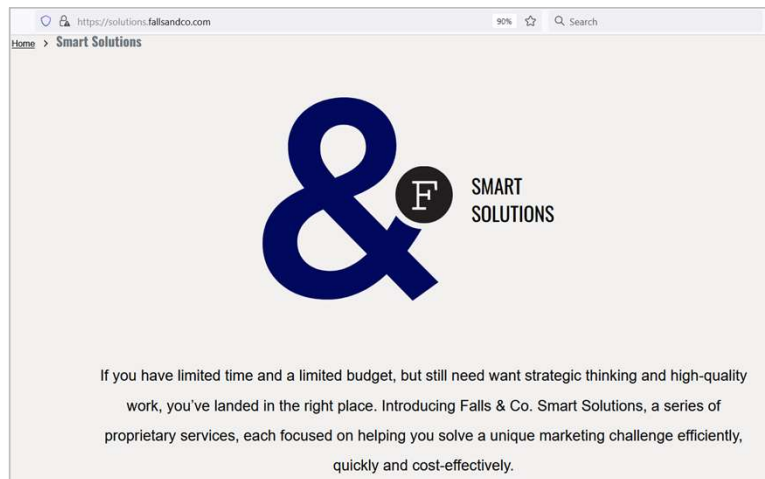 https://solutions.fallsandco.com 90% Search
Home > Smart Solutions
& F SMART
SOLUTIONS
If you have limited time and a limited budget, but still need want strategic thinking and high-quality
work, you've landed in the right place. Introducing Falls & Co. Smart Solutions, a series of
proprietary services, each focused on helping you solve a unique marketing challenge efficiently,
quickly and cost-effectively.